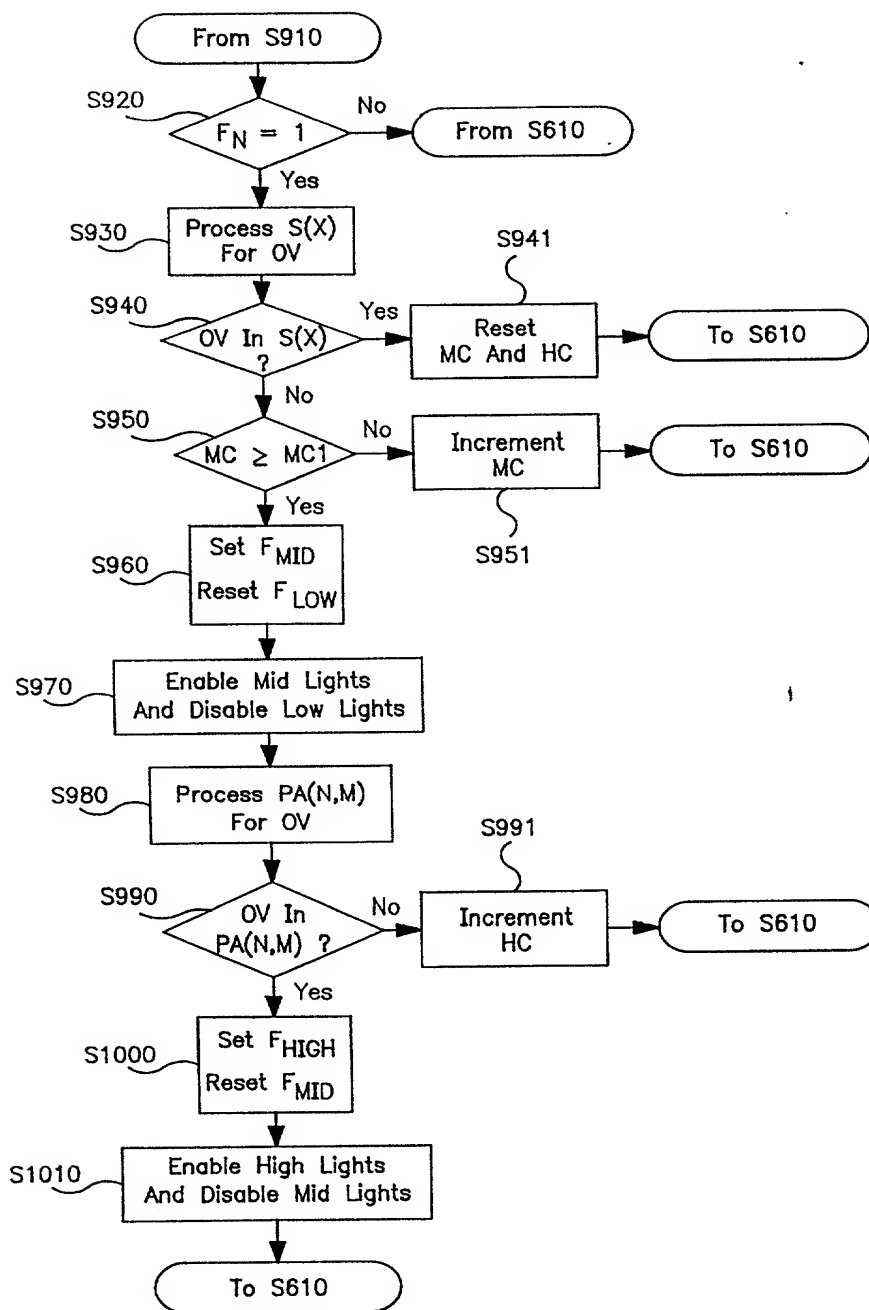 From S910
S920
F_N = 1
No
From S610
Yes
S930
Process S(X)
For OV
S940
OV In S(X)
?
Yes
S941
Reset
MC And HC
To S610
No
S950
MC ≥ MC1
No
Increment
MC
S951
To S610
Yes
S960
Set F_MID
Reset F_LOW
S970
Enable Mid Lights
And Disable Low Lights
S980
Process PA(N,M)
For OV
S990
OV In
PA(N,M) ?
No
S991
Increment
HC
To S610
Yes
S1000
Set F_HIGH
Reset F_MID
S1010
Enable High Lights
And Disable Mid Lights
To S610